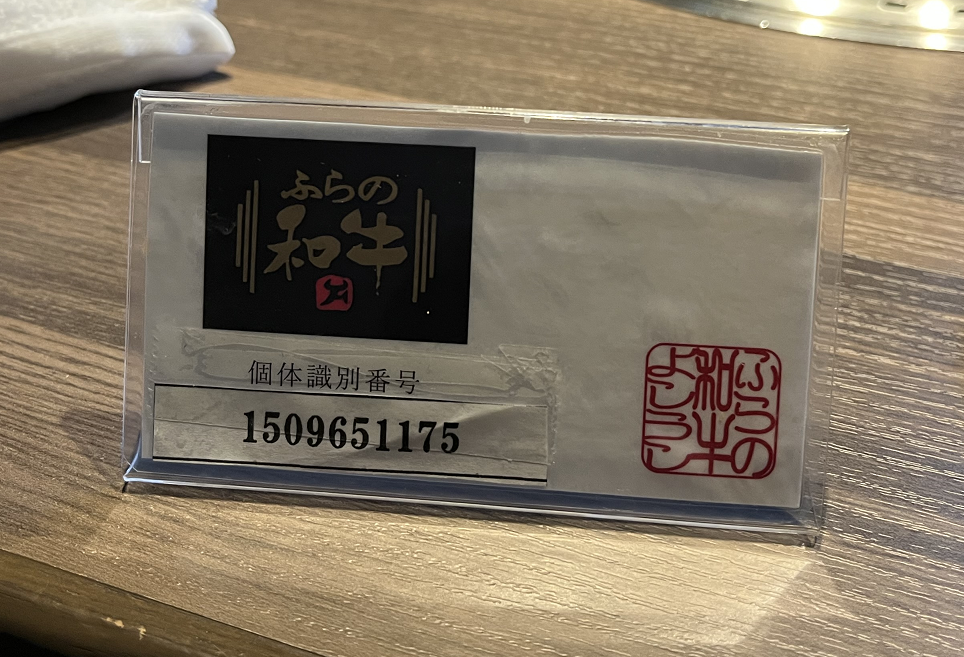 ふらの
和牛
個体識別番号
1509651175
ふらの
和牛
よしうし